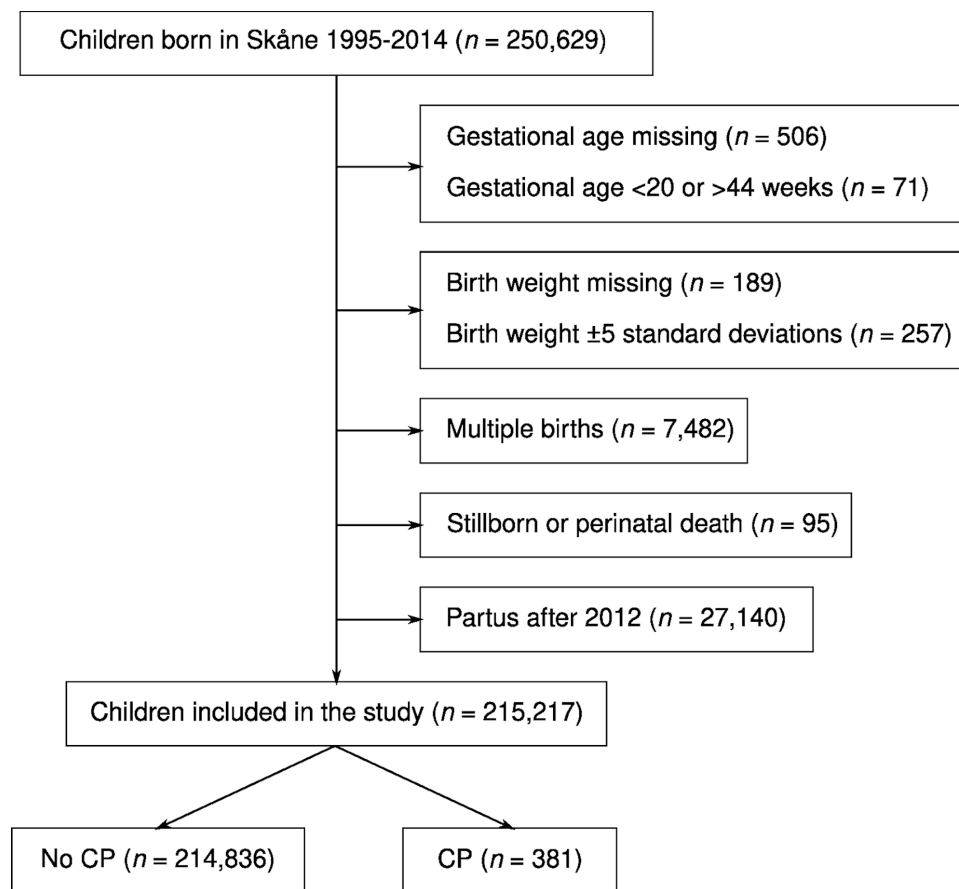 Children born in Skåne 1995-2014 (n = 250,629)
Gestational age missing (n = 506)
Gestational age <20 or >44 weeks (n = 71)
Birth weight missing (n = 189)
Birth weight ±5 standard deviations (n = 257)
Multiple births (n = 7,482)
Stillborn or perinatal death (n = 95)
Partus after 2012 (n = 27,140)
Children included in the study (n = 215,217)
No CP (n = 214,836)
CP (n = 381)